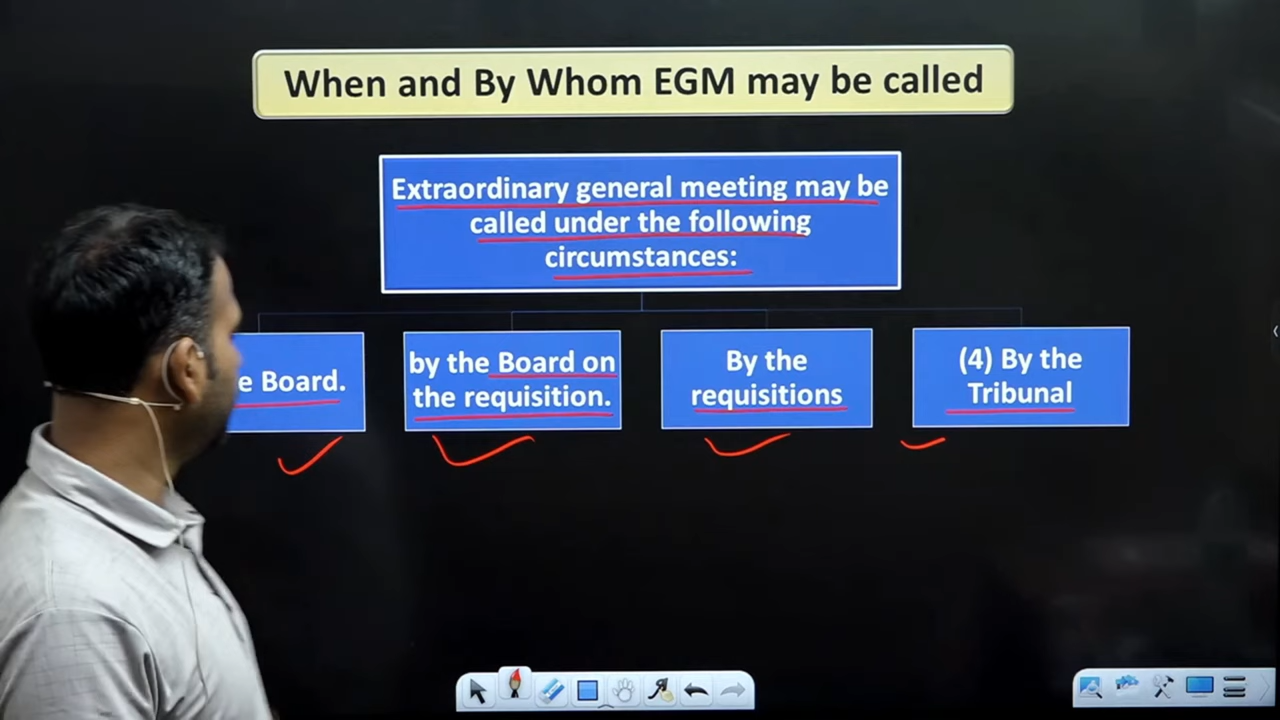 When and By Whom EGM may be called
Extraordinary general meeting may be
called under the following
circumstances:
Board.
by the Board on
the requisition.
By the
requisitions
(4) By the
Tribunal